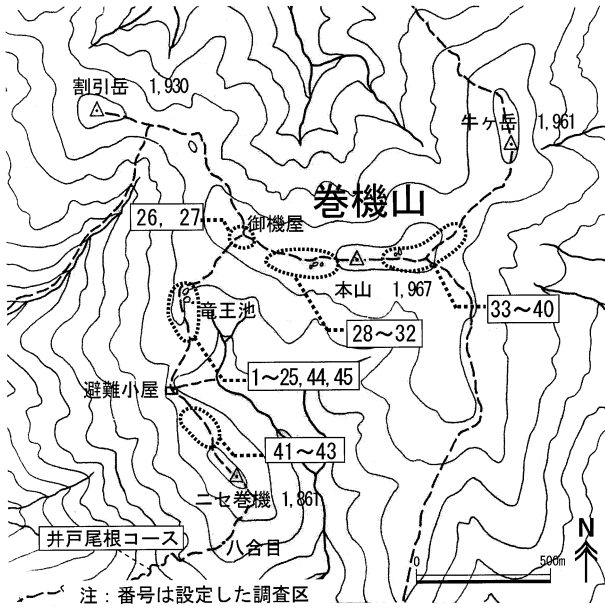 割引岳 1,930
牛ヶ岳 1,961
巻機山
26, 27
御機屋
本山 1,967
33～40
竜王池
28～32
1～25,44,45
避難小屋
41～43
ニセ巻機 1,861
井戸尾根コース
八合目
N
0 500m
注：番号は設定した調査区